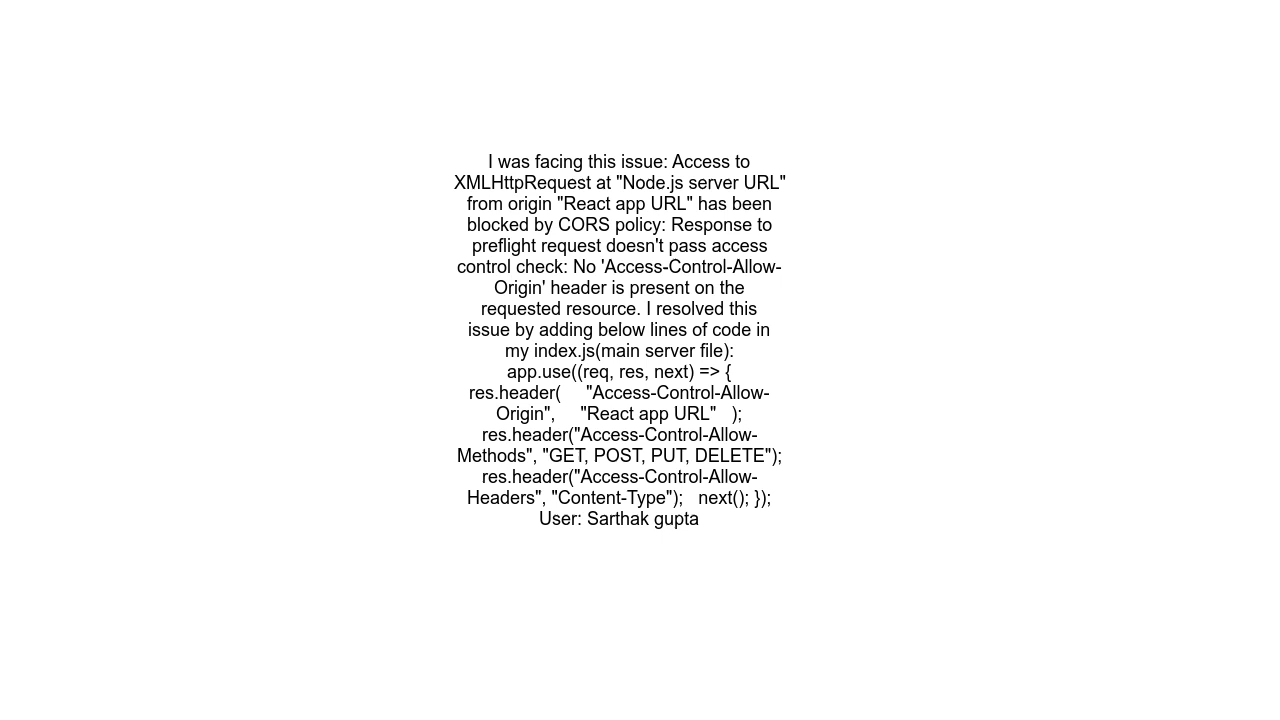 I was facing this issue: Access to
XMLHttpRequest at "Node.js server URL"
from origin "React app URL" has been
blocked by CORS policy: Response to
preflight request doesn't pass access
control check: No 'Access-Control-Allow-
Origin' header is present on the
requested resource. I resolved this
issue by adding below lines of code in
my index.js(main server file):
app.use((req, res, next) => {
res.header(     "Access-Control-Allow-
Origin",     "React app URL"   );
res.header("Access-Control-Allow-
Methods", "GET, POST, PUT, DELETE");
res.header("Access-Control-Allow-
Headers", "Content-Type");   next(); });
User: Sarthak gupta